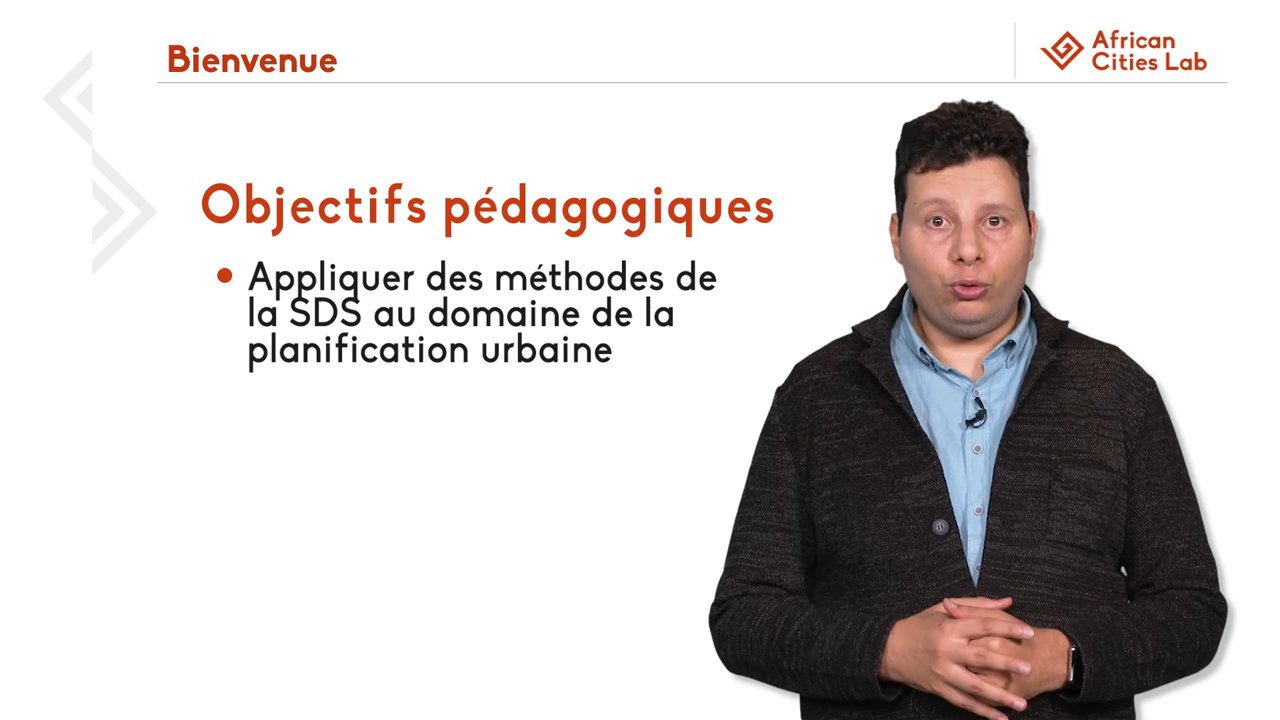 Bienvenue
African
Cities Lab
Objectifs pédagogiques
Appliquer des méthodes de
la SDS au domaine de la
planification urbaine